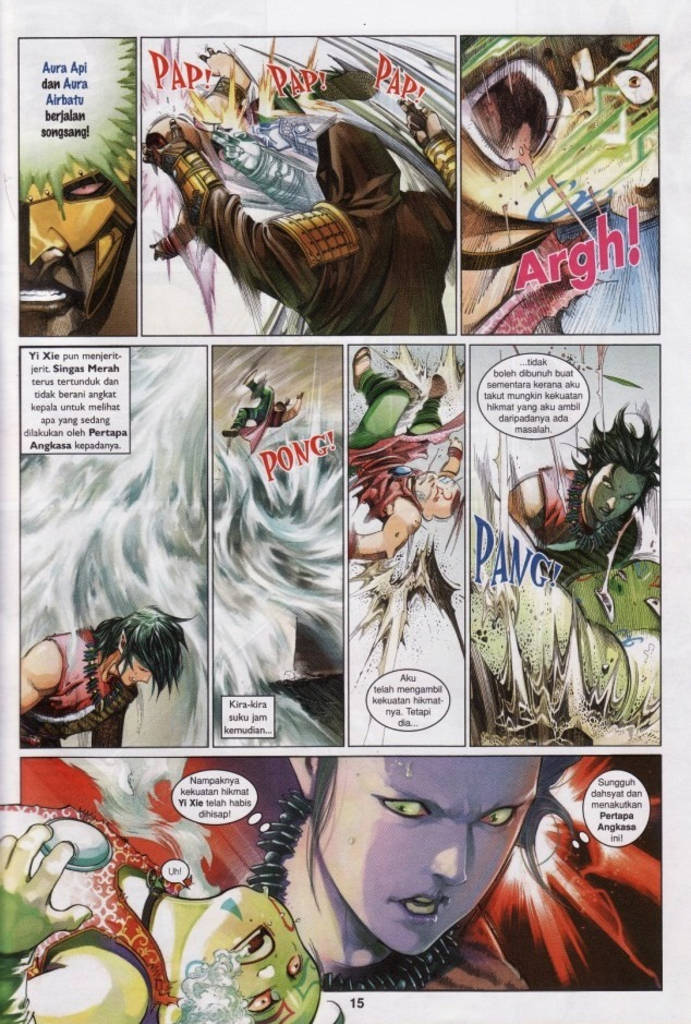 Aura Api
dan Aura
Airbatu
berjalan
songsang!
PAP!
PAP!
PAP!
Argh!
Yi Xie pun menjerit-
jerit. Singas Merah
terus tertunduk dan
tidak berani angkat
kepala untuk melihat
apa yang sedang
dilakukan oleh Pertapa
Angkasa kepadanya.
PONG!
Kira-kira
suku jam
kemudian...
Aku
telah mengambil
kekuatan hikmat-
nya. Tetapi
dia...
...tidak
boleh dibunuh buat
sementara kerana aku
takut mungkin kekuatan
hikmat yang aku ambil
daripadanya ada
masalah.
PANG!
Uh!
Nampaknya
kekuatan hikmat
Yi Xie telah habis
dihisap!
Sungguh
dahsyat dan
menakutkan
Pertapa
Angkasa
ini!
15